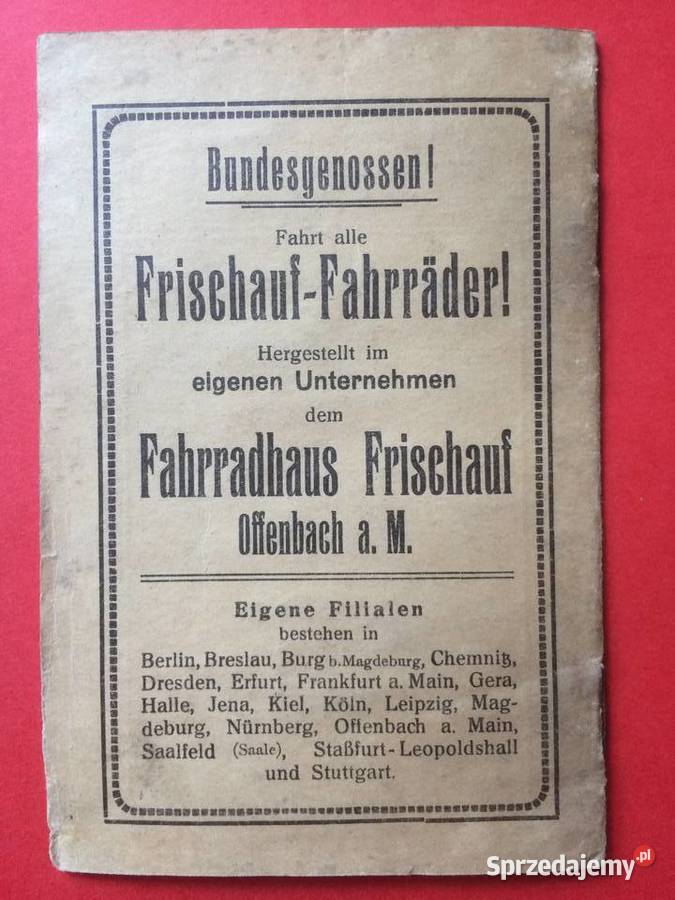 Bundesgenossen!
Fahrt alle
Frischauf-Fahrräder!
Hergestellt im
eigenen Unternehmen
dem
Fahrradhaus Frischauf
Offenbach a. M.
Eigene Filialen
bestehen in
Berlin, Breslau, Burg b. Magdeburg, Chemnitz,
Dresden, Erfurt, Frankfurt a. Main, Gera,
Halle, Jena, Kiel, Köln, Leipzig, Mag-
deburg, Nürnberg, Offenbach a. Main,
Saalfeld (Saale), Staßfurt-Leopoldshall
und Stuttgart.
Sprzedajemy.pl